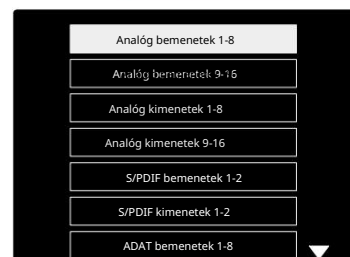 Analóg bemenetek 1-8
Analóg bemenetek 9-16
Analóg kimenetek 1-8
Analóg kimenetek 9-16
S/PDIF bemenetek 1-2
S/PDIF kimenetek 1-2
ADAT bemenetek 1-8